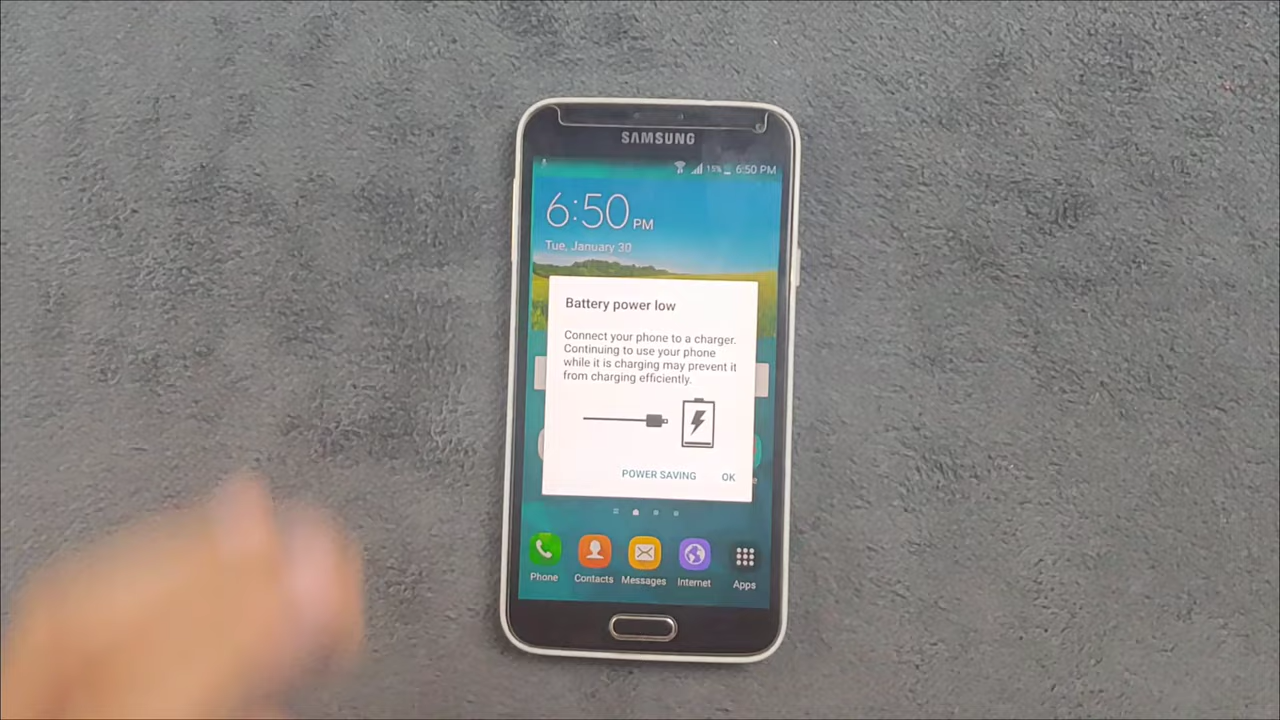 SAMSUNG
15% 6:50 PM
6:50 PM
Tue, January 30
Battery power low
Connect your phone to a charger.
Continuing to use your phone
while it is charging may prevent it
from charging efficiently.
POWER SAVING OK
Phone Contacts Messages Internet Apps